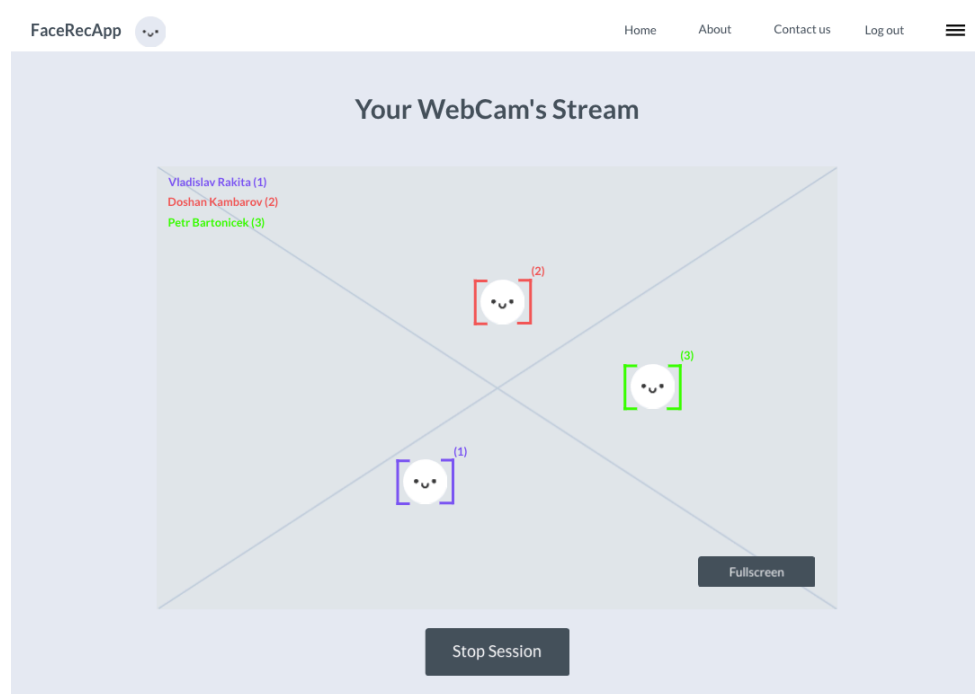 FaceRecApp Home About Contact us Log out
Your WebCam's Stream
Vladislav Rakita (1)
Doshan Kambarov (2)
Petr Bartonicek (3)
(2)
(3)
(1)
Fullscreen
Stop Session